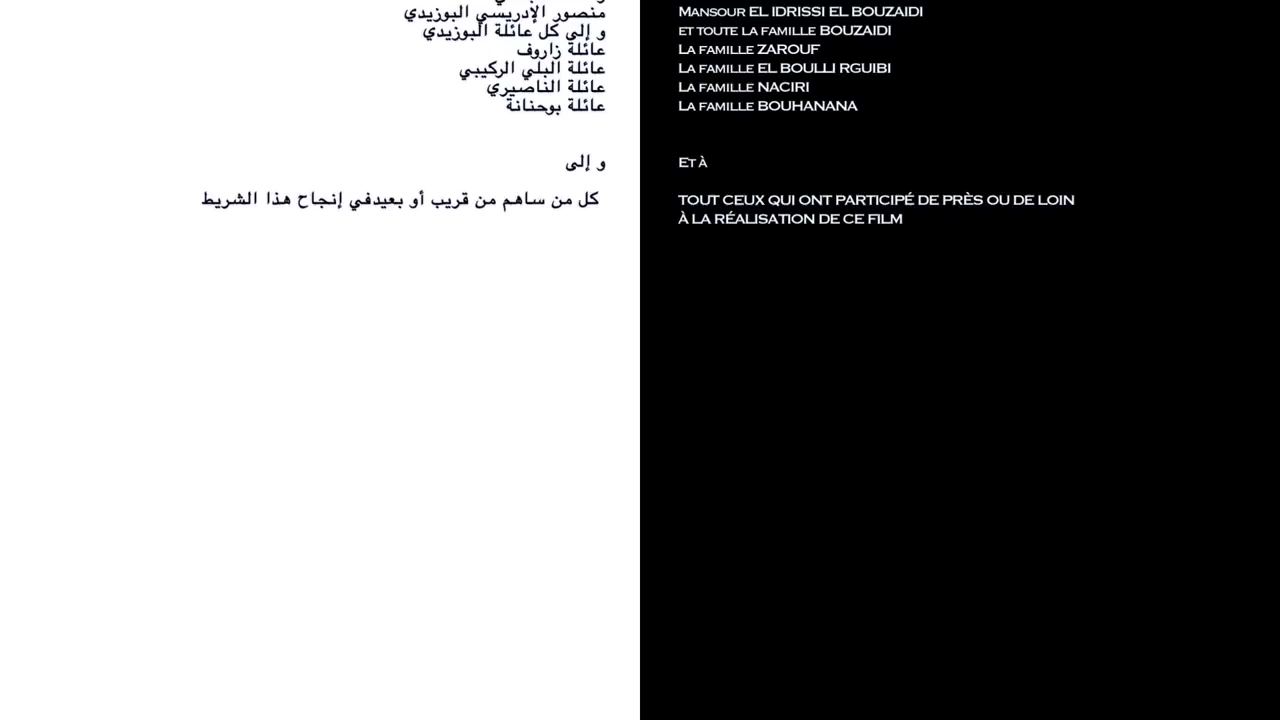 منصور الإدريسي البوزيدي
و إلى كل عائلة البوزيدي
عائلة زاروف
عائلة البلي الركيبي
عائلة الناصيري
عائلة بوحنانة
و إلى
كل من ساهم من قريب أو بعيدفي إنجاح هذا الشريط
Mansour EL IDRISSI EL BOUZAIDI
ET TOUTE LA FAMILLE BOUZAIDI
La famille ZAROUF
La famille EL BOULLI RGUIBI
La famille NACIRI
La famille BOUHANANA
Et à
TOUT CEUX QUI ONT PARTICIPÉ DE PRÈS OU DE LOIN
À LA RÉALISATION DE CE FILM